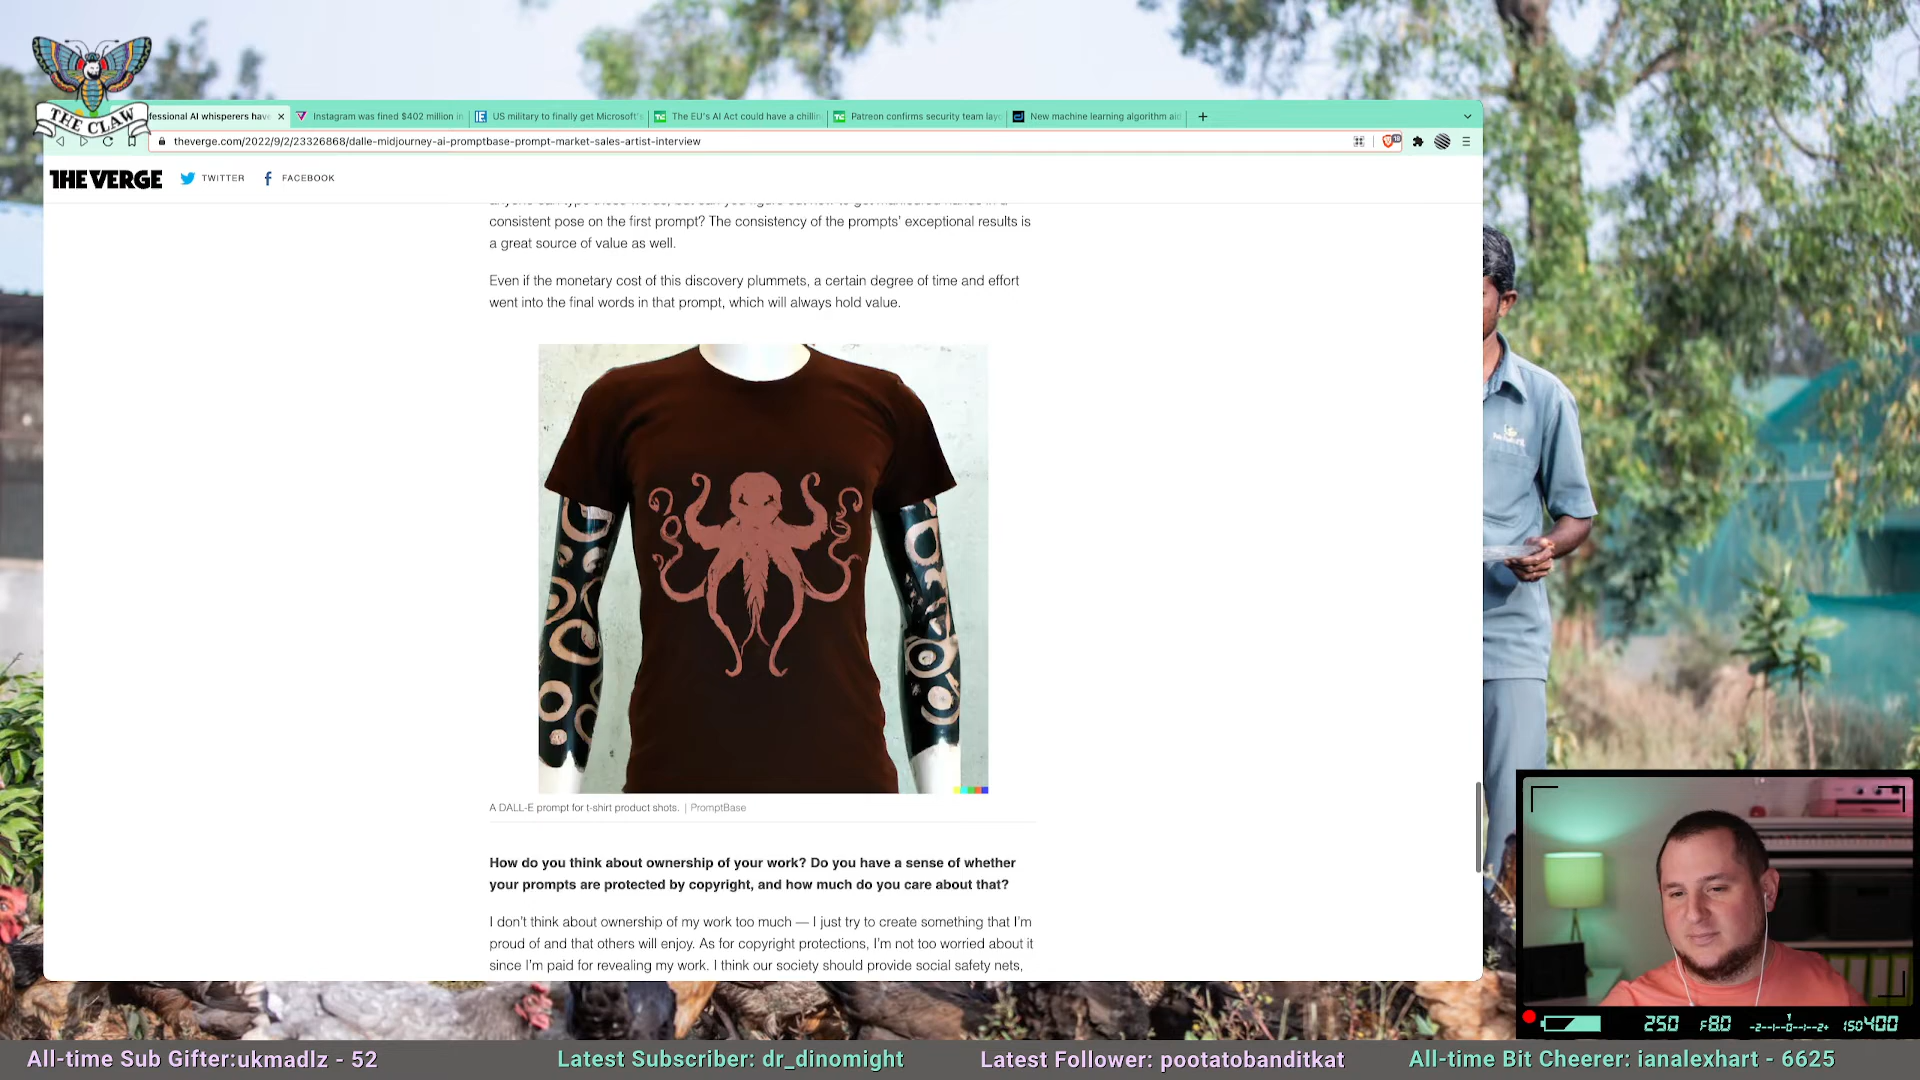 THE CLAW
fessional AI whisperers have
Instagram was fined $402 million in
US military to finally get Microsoft's
The EU's AI Act could have a chillin
Patreon confirms security team layo
New machine learning algorithm aid
theverge.com/2022/9/2/23326868/dalle-midjourney-ai-promptbase-prompt-market-sales-artist-interview
THE VERGE
TWITTER
FACEBOOK
consistent pose on the first prompt? The consistency of the prompts' exceptional results is
a great source of value as well.
Even if the monetary cost of this discovery plummets, a certain degree of time and effort
went into the final words in that prompt, which will always hold value.
A DALL-E prompt for t-shirt product shots. | PromptBase
How do you think about ownership of your work? Do you have a sense of whether
your prompts are protected by copyright, and how much do you care about that?
I don't think about ownership of my work too much — I just try to create something that I'm
proud of and that others will enjoy. As for copyright protections, I'm not too worried about it
since I'm paid for revealing my work. I think our society should provide social safety nets,
250 F8.0 -2--1--0--1--2+ ISO400
All-time Sub Gifter:ukmadlz - 52
Latest Subscriber: dr_dinomight
Latest Follower: pootatobanditkat
All-time Bit Cheerer: ianalexhart - 6625